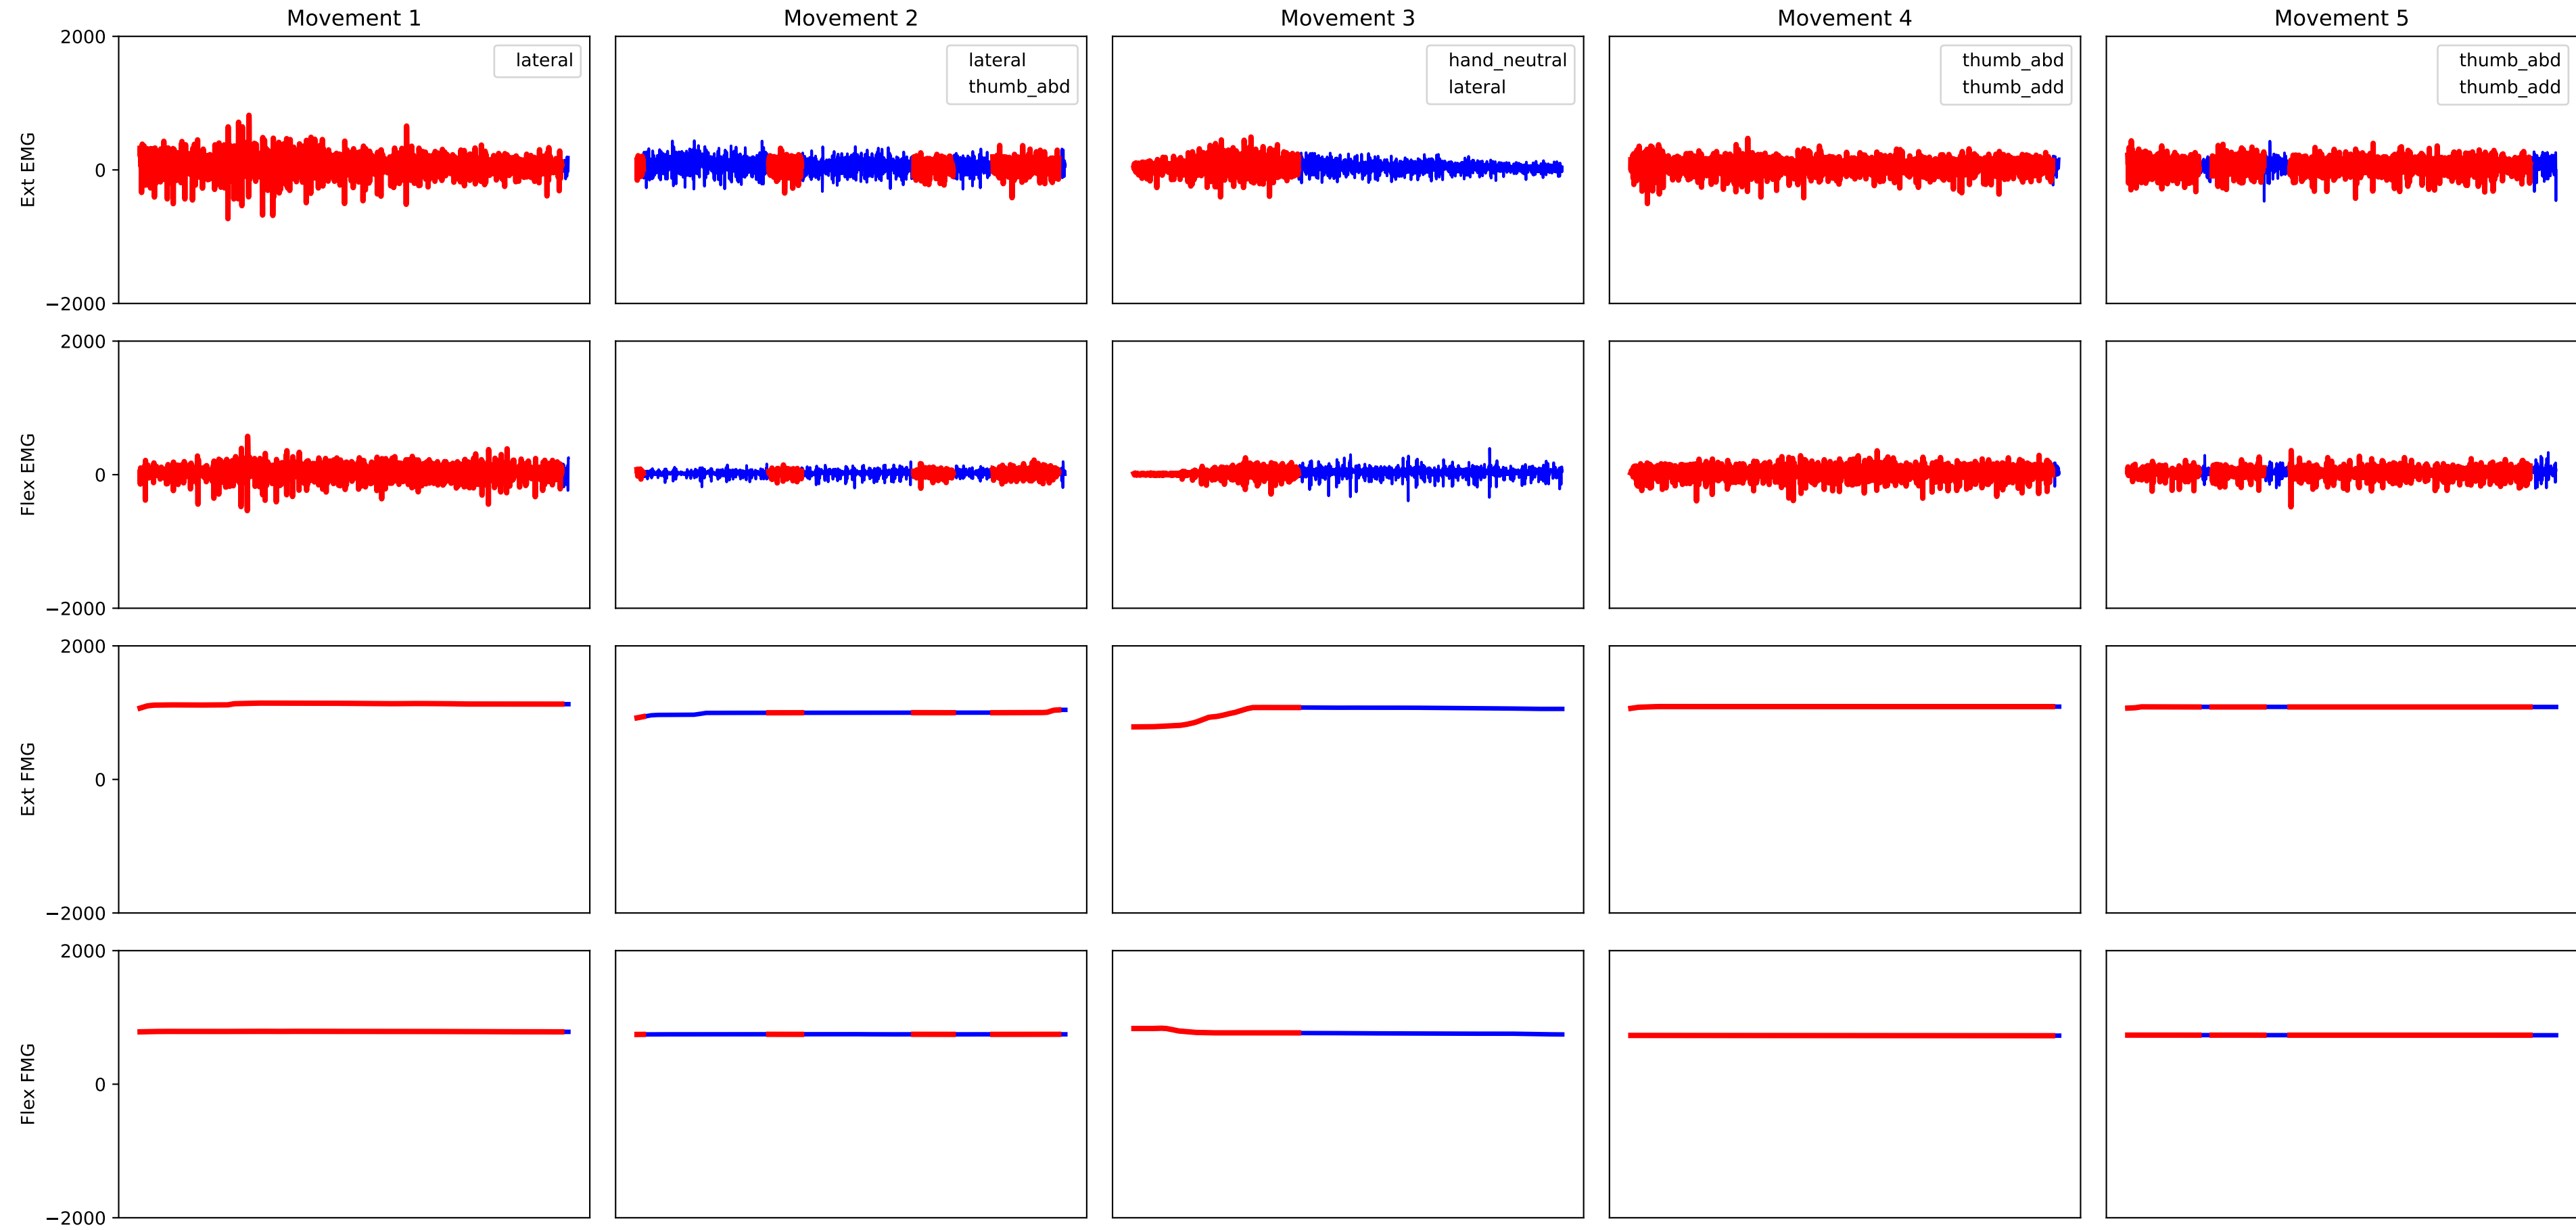 Movement 1
Movement 2
Movement 3
Movement 4
Movement 5
Ext EMG
2000
0
−2000
lateral
lateral
thumb_abd
hand_neutral
lateral
thumb_abd
thumb_add
thumb_abd
thumb_add
Flex EMG
2000
0
−2000
Ext FMG
2000
0
−2000
Flex FMG
2000
0
−2000